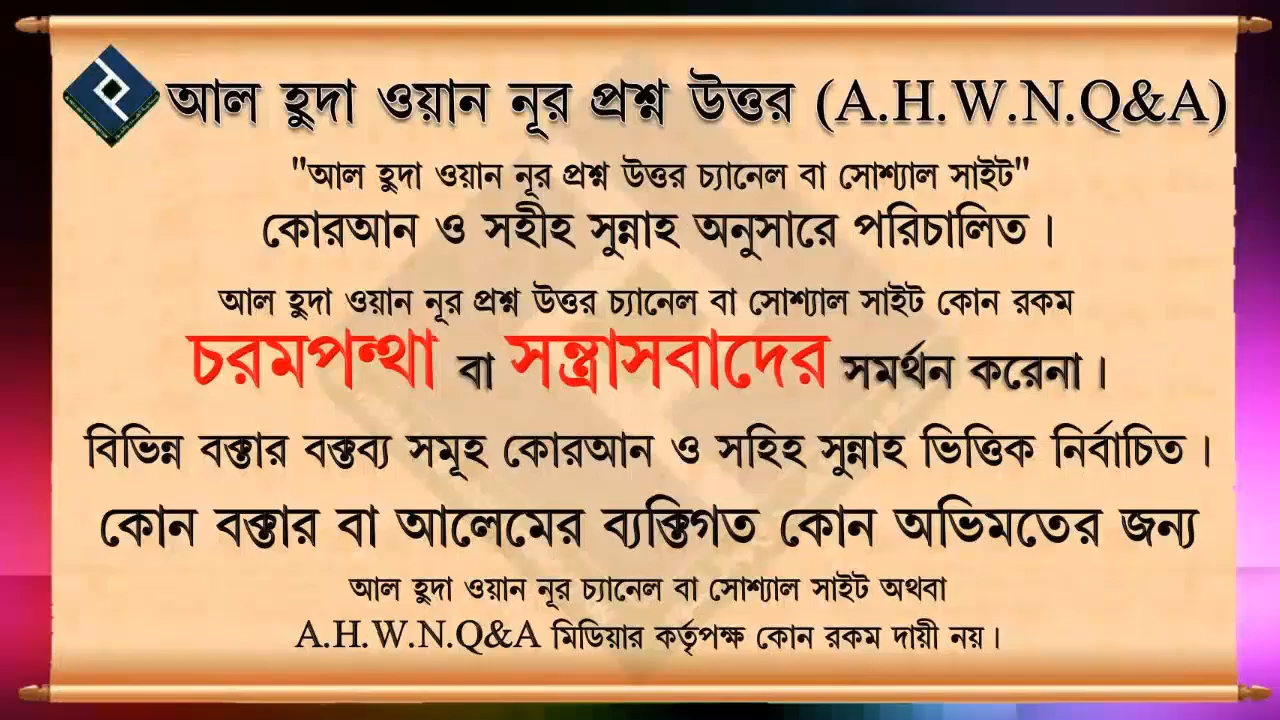 আল হুদা ওয়ান নূর প্রশ্ন উত্তর (A.H.W.N.Q&A)
"আল হুদা ওয়ান নূর প্রশ্ন উত্তর চ্যানেল বা সোশ্যাল সাইট"
কোরআন ও সহীহ সুন্নাহ অনুসারে পরিচালিত।
আল হুদা ওয়ান নূর প্রশ্ন উত্তর চ্যানেল বা সোশ্যাল সাইট কোন রকম
চরমপন্থা বা সন্ত্রাসবাদের সমর্থন করেনা।
বিভিন্ন বক্তার বক্তব্য সমূহ কোরআন ও সহিহ সুন্নাহ ভিত্তিক নির্বাচিত।
কোন বক্তার বা আলেমের ব্যক্তিগত কোন অভিমতের জন্য
আল হুদা ওয়ান নূর চ্যানেল বা সোশ্যাল সাইট অথবা
A.H.W.N.Q&A মিডিয়ার কর্তৃপক্ষ কোন রকম দায়ী নয়।